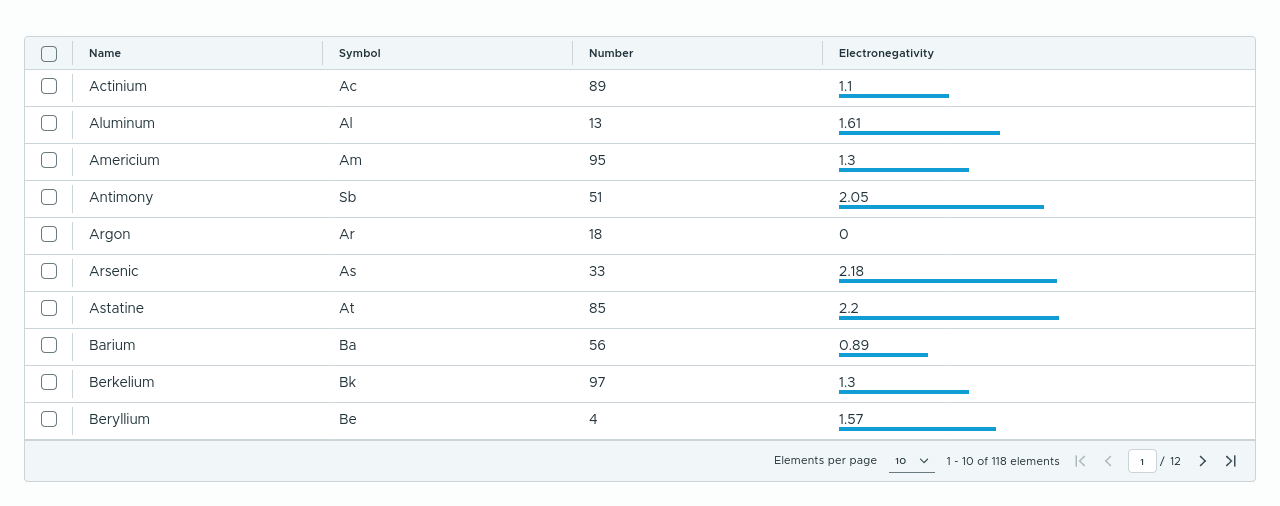 Name Symbol Number Electronegativity
Actinium Ac 89 1.1
Aluminum Al 13 1.61
Americium Am 95 1.3
Antimony Sb 51 2.05
Argon Ar 18 0
Arsenic As 33 2.18
Astatine At 85 2.2
Barium Ba 56 0.89
Berkelium Bk 97 1.3
Beryllium Be 4 1.57
Elements per page 10 1 - 10 of 118 elements 1 / 12